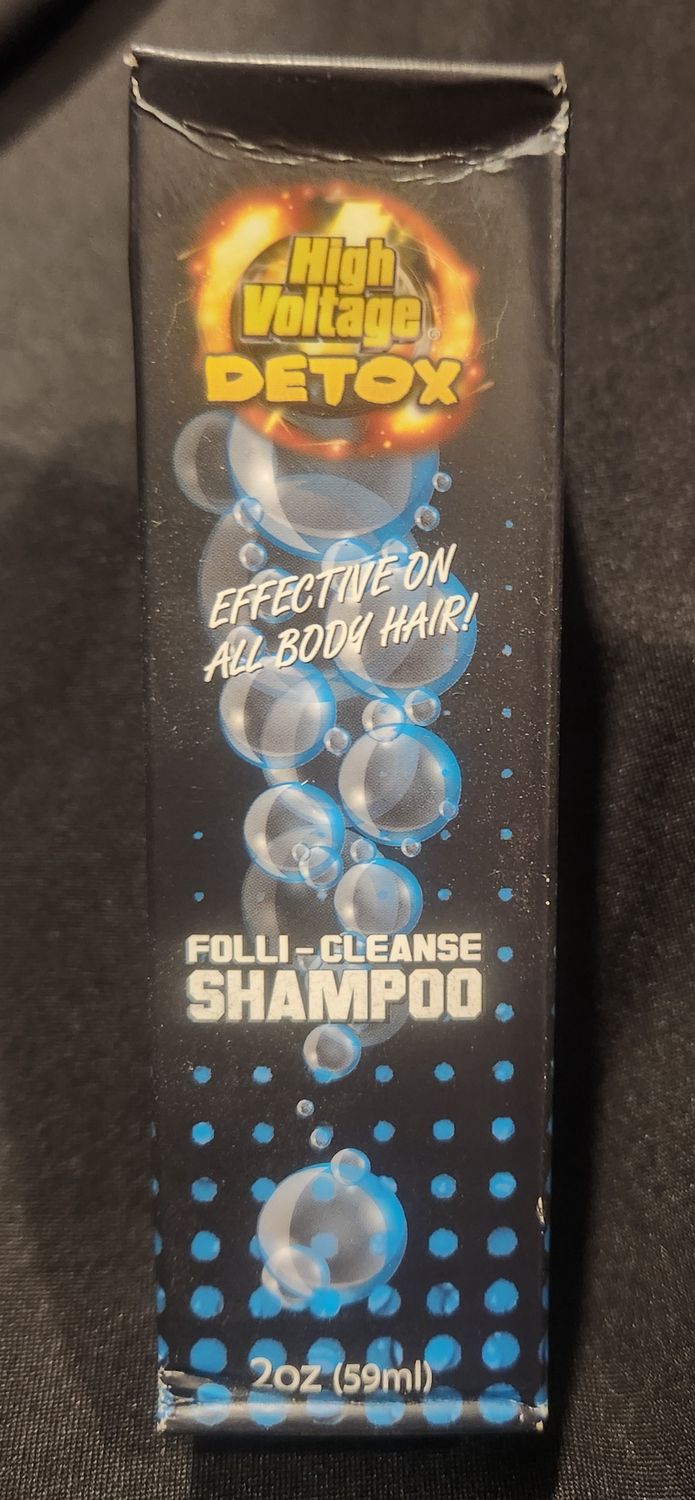 High
Voltage®
DETOX
EFFECTIVE ON
ALL BODY HAIR!
FOLLI-CLEANSE
SHAMPOO
2oz (59ml)